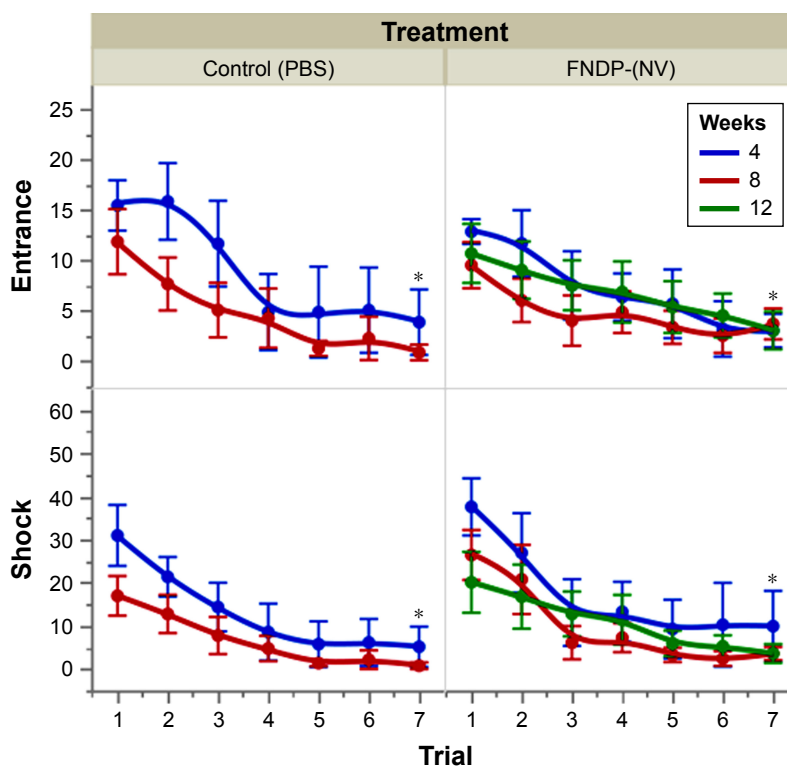 Treatment
Control (PBS)
FNDP-(NV)
Entrance
25
20
15
10
5
0
*
Weeks
4
8
12
*
Shock
60
50
40
30
20
10
0
*
*
1 2 3 4 5 6 7
1 2 3 4 5 6 7
Trial